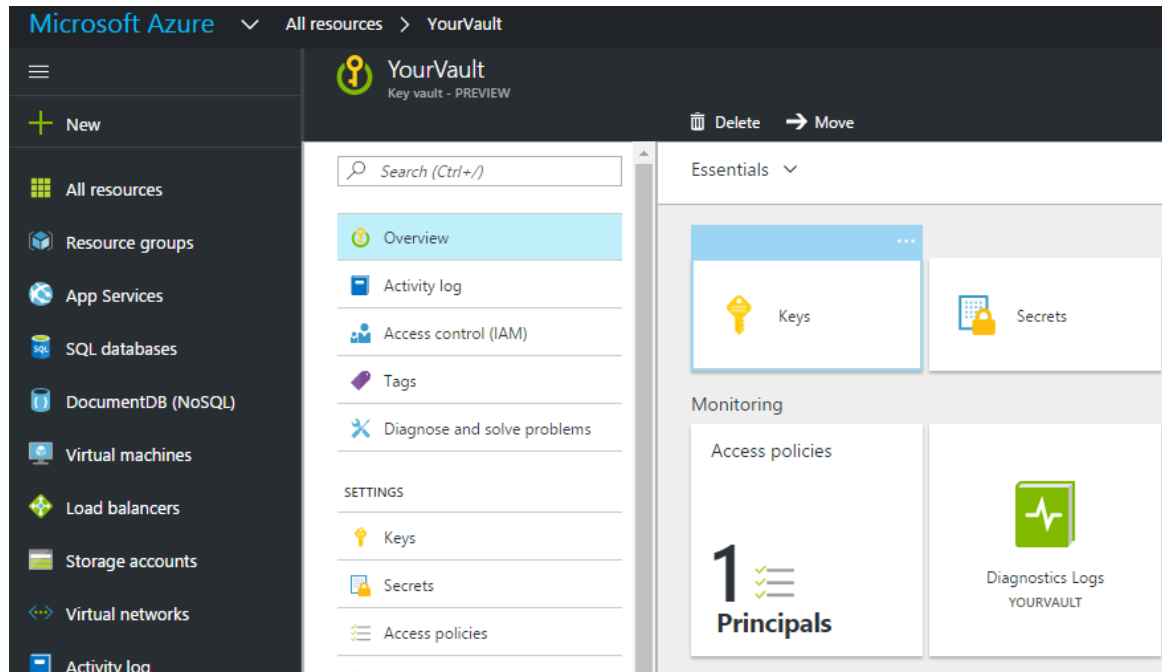 Microsoft Azure All resources > YourVault
YourVault
Key vault - PREVIEW
Delete Move
New
All resources
Resource groups
App Services
SQL databases
DocumentDB (NoSQL)
Virtual machines
Load balancers
Storage accounts
Virtual networks
Activity log
Search (Ctrl+/)
Overview
Activity log
Access control (IAM)
Tags
Diagnose and solve problems
SETTINGS
Keys
Secrets
Access policies
Essentials
Keys
Secrets
Monitoring
Access policies
1
Principals
Diagnostics Logs
YOURVAULT